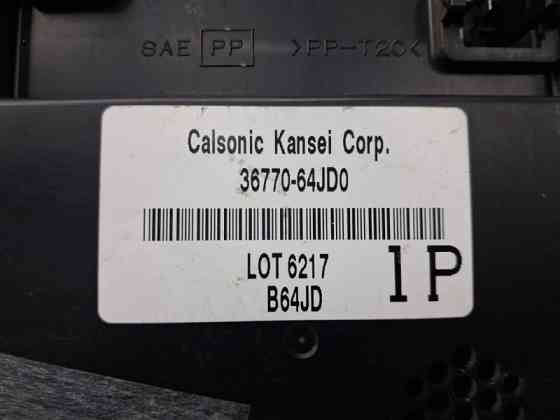 SAE PP >PP-T20<
Calsonic Kansei Corp.
36770-64JD0
LOT 6217
B64JD
1P